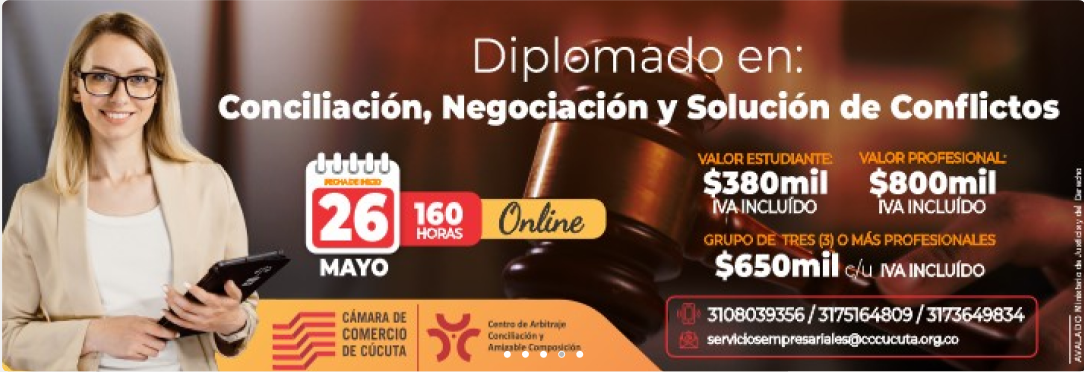 Diplomado en:
Conciliación, Negociación y Solución de Conflictos
FECHA DE INICIO
26
MAYO
160
HORAS
Online
VALOR ESTUDIANTE:
$380mil
IVA INCLUÍDO
VALOR PROFESIONAL:
$800mil
IVA INCLUÍDO
GRUPO DE TRES (3) O MÁS PROFESIONALES
$650mil c/u IVA INCLUÍDO
3108039356 / 3175164809 / 3173649834
serviciosempresariales@cccucuta.org.co
CÁMARA DE
COMERCIO
DE CÚCUTA
Centro de Arbitraje
Conciliación y
Amigable Composición
AVALADO: Ministerio de Justicia y del Derecho